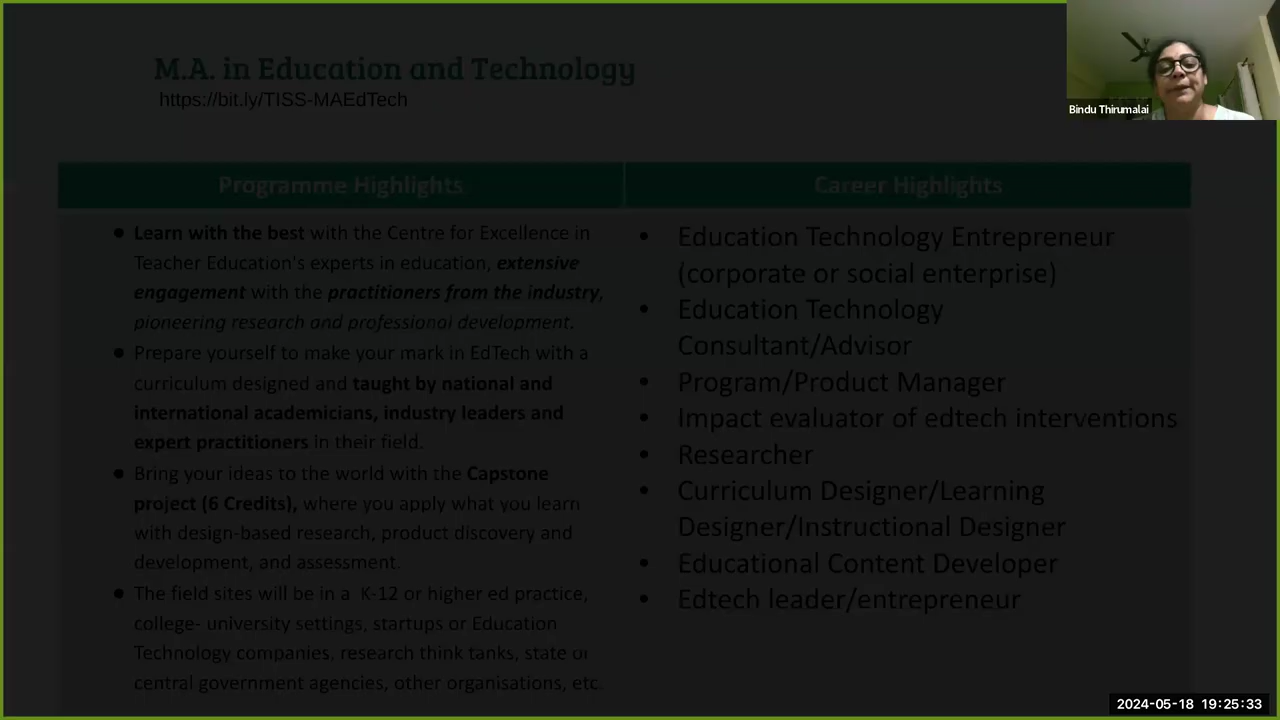 M.A. in Education and Technology
https://bit.ly/TISS-MAEdTech
Bindu Thirumalai
Programme Highlights
● Learn with the best with the Centre for Excellence in
Teacher Education's experts in education, extensive
engagement with the practitioners from the industry,
pioneering research and professional development.
● Prepare yourself to make your mark in EdTech with a
curriculum designed and taught by national and
international academicians, industry leaders and
expert practitioners in their field.
● Bring your ideas to the world with the Capstone
project (6 Credits), where you apply what you learn
with design-based research, product discovery and
development, and assessment.
● The field sites will be in a K-12 or higher ed practice,
college- university settings, startups or Education
Technology companies, research think tanks, state or
central government agencies, other organisations, etc.
Career Highlights
• Education Technology Entrepreneur
(corporate or social enterprise)
• Education Technology
Consultant/Advisor
• Program/Product Manager
• Impact evaluator of edtech interventions
• Researcher
• Curriculum Designer/Learning
Designer/Instructional Designer
• Educational Content Developer
• Edtech leader/entrepreneur
2024-05-18 19:25:33